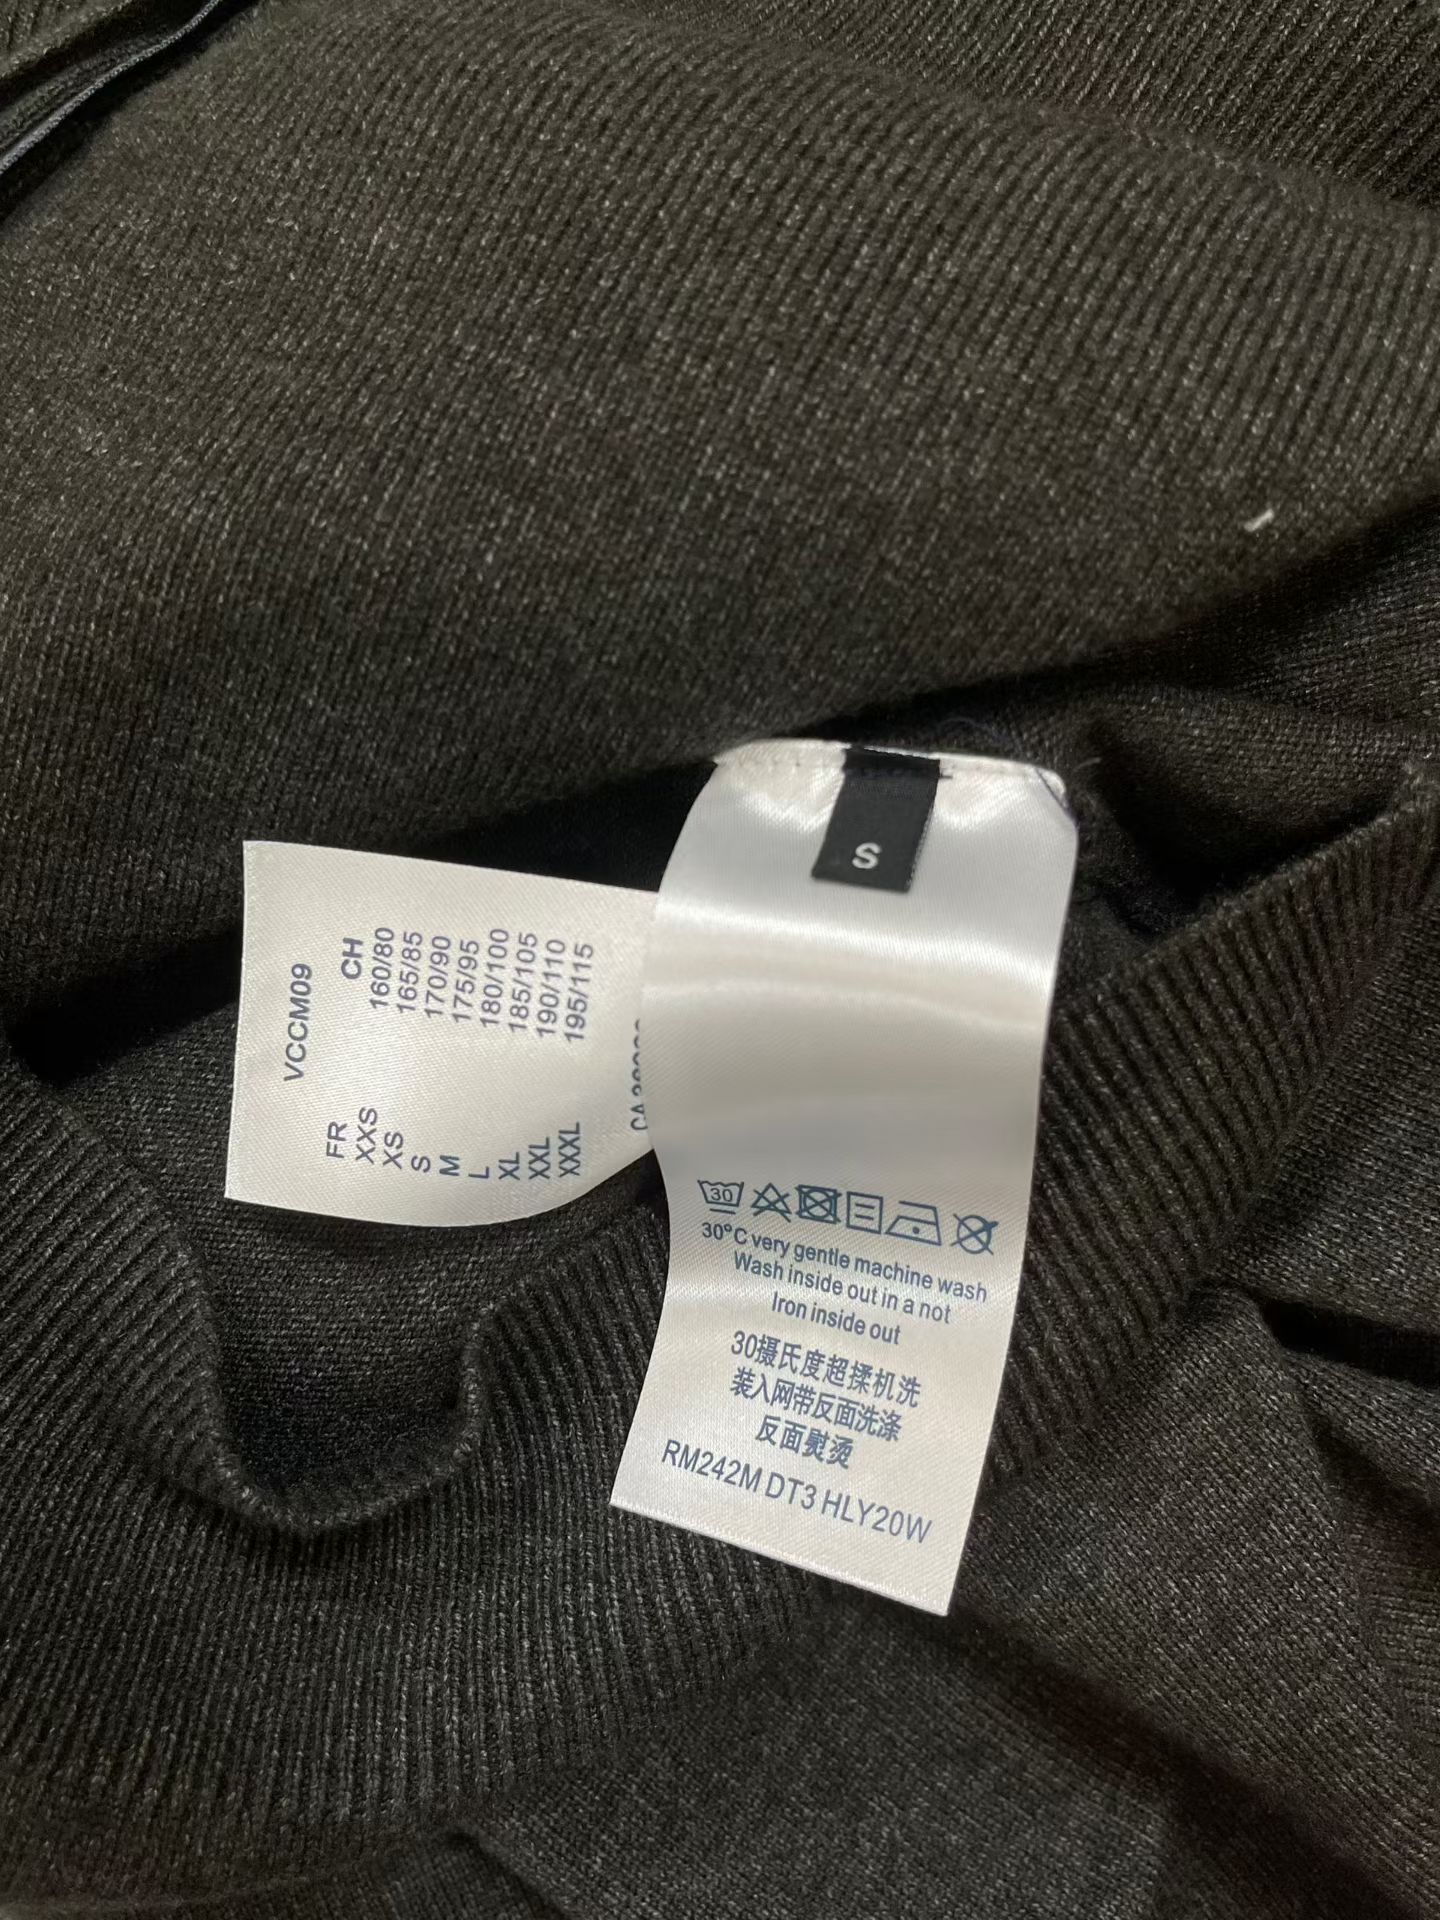 S
VCCM09
FR CH
XXS 160/80
XS 165/85
S 170/90
M 175/95
L 180/100
XL 185/105
XXL 190/110
XXXL 195/115
30
30°C very gentle machine wash
Wash inside out in a not
Iron inside out
30摄氏度超揉机洗
装入网带反面洗涤
反面熨烫
RM242M DT3 HLY20W